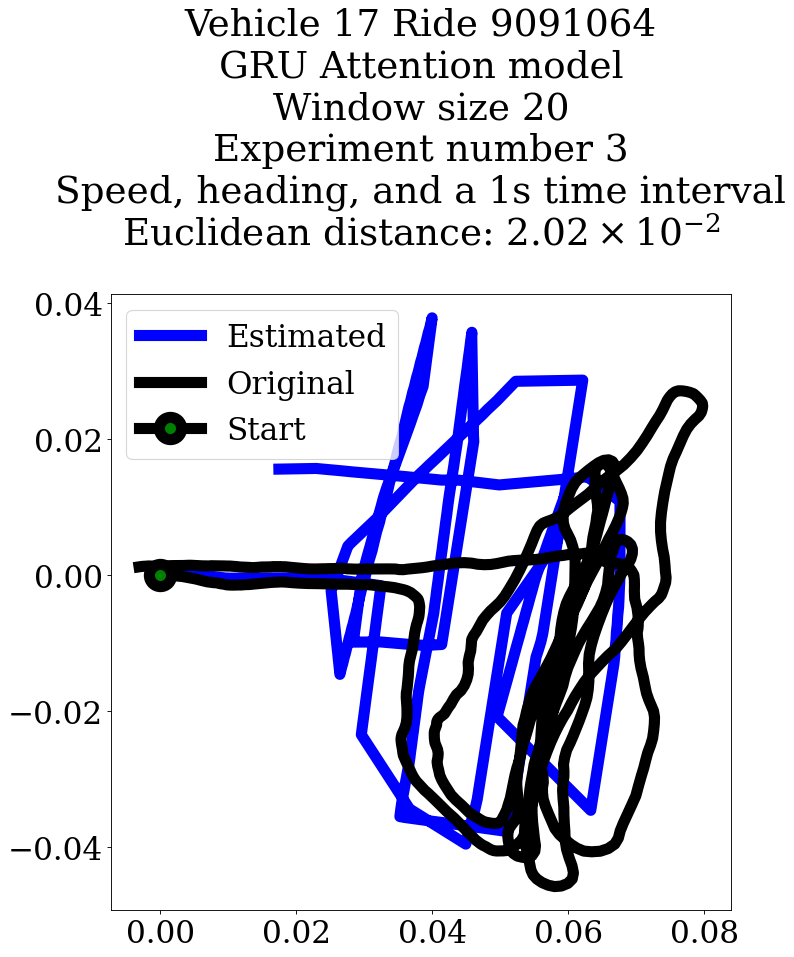 Vehicle 17 Ride 9091064
GRU Attention model
Window size 20
Experiment number 3
Speed, heading, and a 1s time interval
Euclidean distance: 2.02 × 10⁻²
0.04
0.02
0.00
−0.02
−0.04
Estimated
Original
Start
0.00 0.02 0.04 0.06 0.08